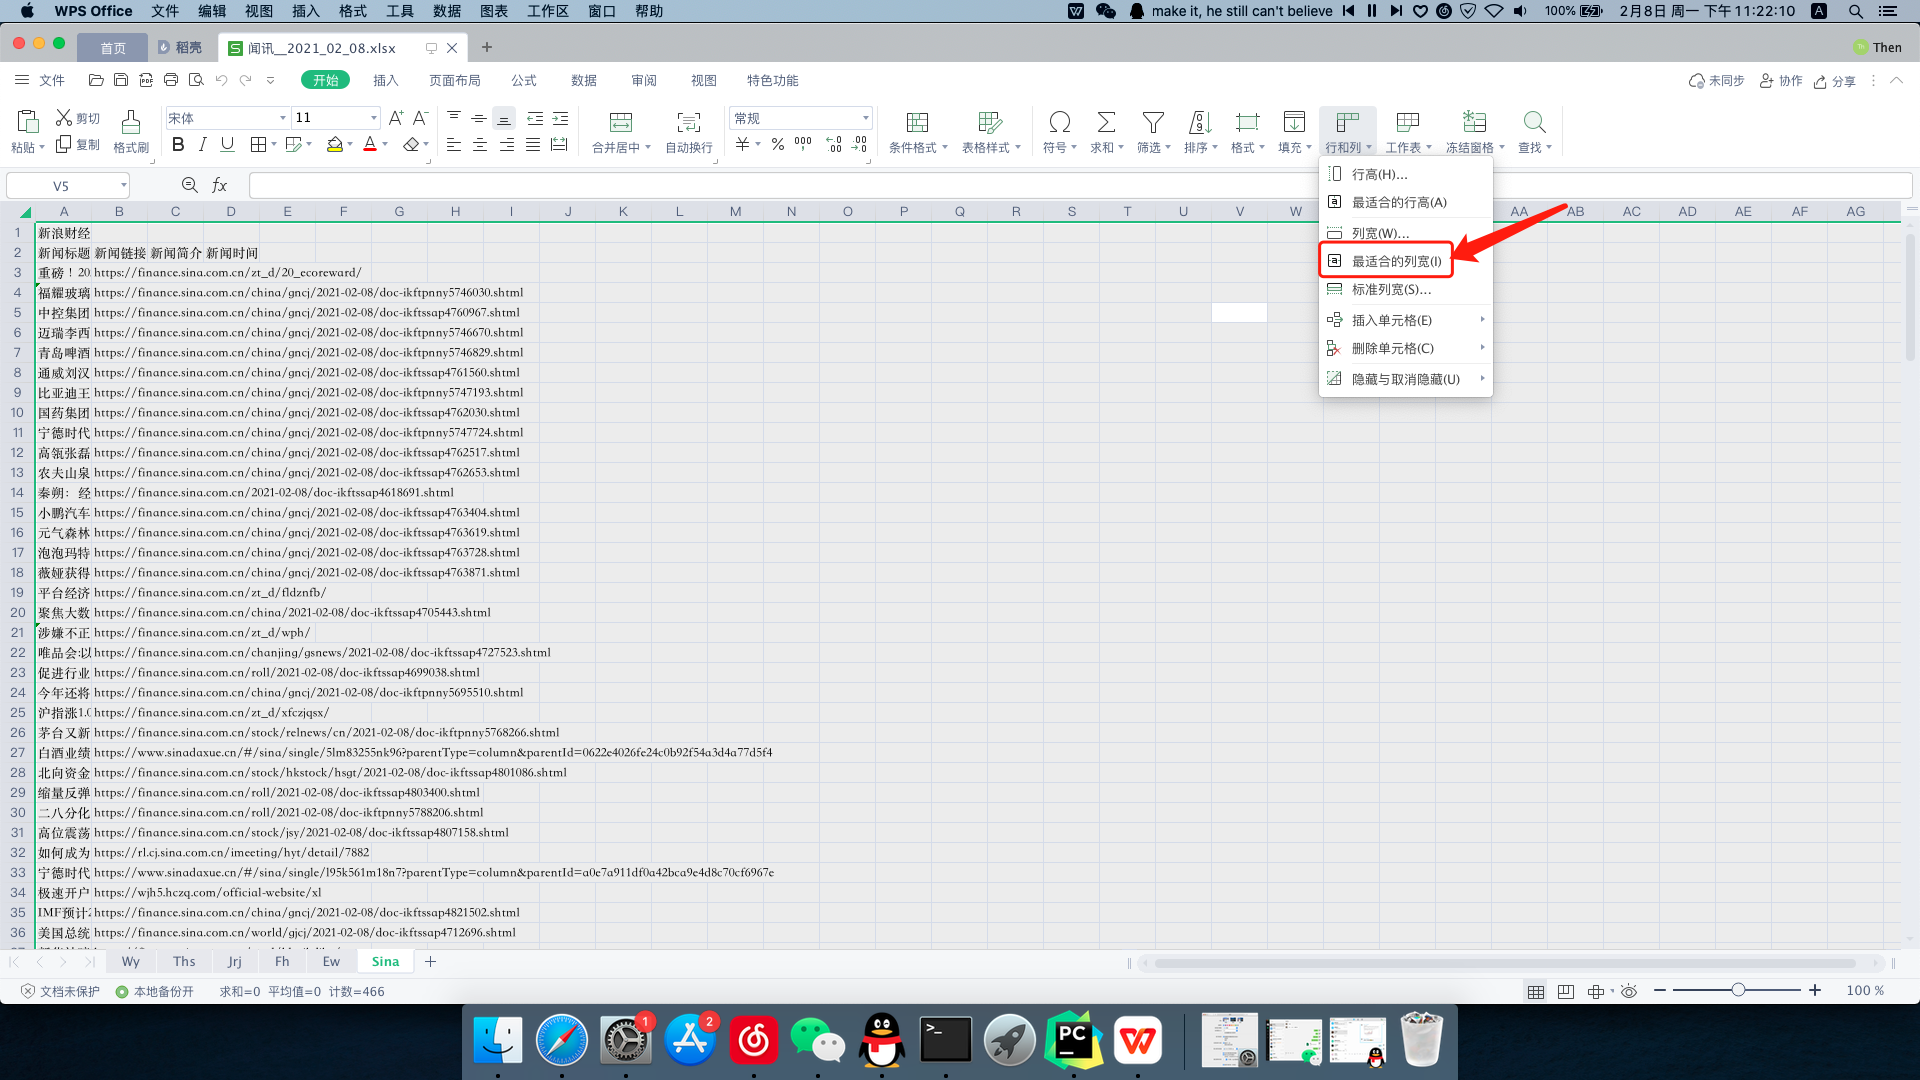 WPS Office 文件 编辑 视图 插入 格式 工具 数据 图表 工作区 窗口 帮助 make it, he still can't believe 100% 2月8日 周一 下午11:22:10 A
首页 稻壳 S 闻讯__2021_02_08.xlsx Then
文件 开始 插入 页面布局 公式 数据 审阅 视图 特色功能 未同步 协作 分享
粘贴 剪切 复制 格式刷 宋体 11 A+ A- B I U A 合并居中 自动换行 常规 ¥ % 000 条件格式 表格样式 符号 求和 筛选 排序 格式 填充 行和列 工作表 冻结窗格 查找
V5 fx
行高(H)...
最适合的行高(A)
列宽(W)...
最适合的列宽(I)
标准列宽(S)...
插入单元格(E)
删除单元格(C)
隐藏与取消隐藏(U)
A B C D E F G H I J K L M N O P Q R S T U V W AA AB AC AD AE AF AG
1 新浪财经
2 新闻标题 新闻链接 新闻简介 新闻时间
3 重磅！20 https://finance.sina.com.cn/zt_d/20_ecoreward/
4 福耀玻璃 https://finance.sina.com.cn/china/gncj/2021-02-08/doc-ikftpnny5746030.shtml
5 中控集团 https://finance.sina.com.cn/china/gncj/2021-02-08/doc-ikftssap4760967.shtml
6 迈瑞李西 https://finance.sina.com.cn/china/gncj/2021-02-08/doc-ikftpnny5746670.shtml
7 青岛啤酒 https://finance.sina.com.cn/china/gncj/2021-02-08/doc-ikftpnny5746829.shtml
8 通威刘汉 https://finance.sina.com.cn/china/gncj/2021-02-08/doc-ikftssap4761560.shtml
9 比亚迪王 https://finance.sina.com.cn/china/gncj/2021-02-08/doc-ikftpnny5747193.shtml
10 国药集团 https://finance.sina.com.cn/china/gncj/2021-02-08/doc-ikftssap4762030.shtml
11 宁德时代 https://finance.sina.com.cn/china/gncj/2021-02-08/doc-ikftpnny5747724.shtml
12 高瓴张磊 https://finance.sina.com.cn/china/gncj/2021-02-08/doc-ikftssap4762517.shtml
13 农夫山泉 https://finance.sina.com.cn/china/gncj/2021-02-08/doc-ikftssap4762653.shtml
14 秦朔：经 https://finance.sina.com.cn/2021-02-08/doc-ikftssap4618691.shtml
15 小鹏汽车 https://finance.sina.com.cn/china/gncj/2021-02-08/doc-ikftssap4763404.shtml
16 元气森林 https://finance.sina.com.cn/china/gncj/2021-02-08/doc-ikftssap4763619.shtml
17 泡泡玛特 https://finance.sina.com.cn/china/gncj/2021-02-08/doc-ikftssap4763728.shtml
18 薇娅获得 https://finance.sina.com.cn/china/gncj/2021-02-08/doc-ikftssap4763871.shtml
19 平台经济 https://finance.sina.com.cn/zt_d/fldznfb/
20 聚焦大数 https://finance.sina.com.cn/china/2021-02-08/doc-ikftssap4705443.shtml
21 涉嫌不正 https://finance.sina.com.cn/zt_d/wph/
22 唯品会:以 https://finance.sina.com.cn/chanjing/gsnews/2021-02-08/doc-ikftssap4727523.shtml
23 促进行业 https://finance.sina.com.cn/roll/2021-02-08/doc-ikftssap4699038.shtml
24 今年还将 https://finance.sina.com.cn/china/gncj/2021-02-08/doc-ikftpnny5695510.shtml
25 沪指涨1.0 https://finance.sina.com.cn/zt_d/xfczjqsx/
26 茅台又新 https://finance.sina.com.cn/stock/relnews/cn/2021-02-08/doc-ikftpnny5768266.shtml
27 白酒业绩 https://www.sinadaxue.cn/#/sina/single/5lm83255nk96?parentType=column&parentId=0622e4026fe24c0b92f54a3d4a77d5f4
28 北向资金 https://finance.sina.com.cn/stock/hkstock/hsgt/2021-02-08/doc-ikftssap4801086.shtml
29 缩量反弹 https://finance.sina.com.cn/roll/2021-02-08/doc-ikftssap4803400.shtml
30 二八分化 https://finance.sina.com.cn/roll/2021-02-08/doc-ikftpnny5788206.shtml
31 高位震荡 https://finance.sina.com.cn/stock/jsy/2021-02-08/doc-ikftssap4807158.shtml
32 如何成为 https://rl.cj.sina.com.cn/imeeting/hyt/detail/7882
33 宁德时代 https://www.sinadaxue.cn/#/sina/single/l95k561m18n7?parentType=column&parentId=a0e7a911df0a42bca9e4d8c70cf6967e
34 极速开户 https://wjh5.hczq.com/official-website/xl
35 IMF预计2 https://finance.sina.com.cn/china/gncj/2021-02-08/doc-ikftssap4821502.shtml
36 美国总统 https://finance.sina.com.cn/world/gjcj/2021-02-08/doc-ikftssap4712696.shtml
Wy Ths Jrj Fh Ew Sina
文档未保护 本地备份开 求和=0 平均值=0 计数=466 100 %
1 2 PC